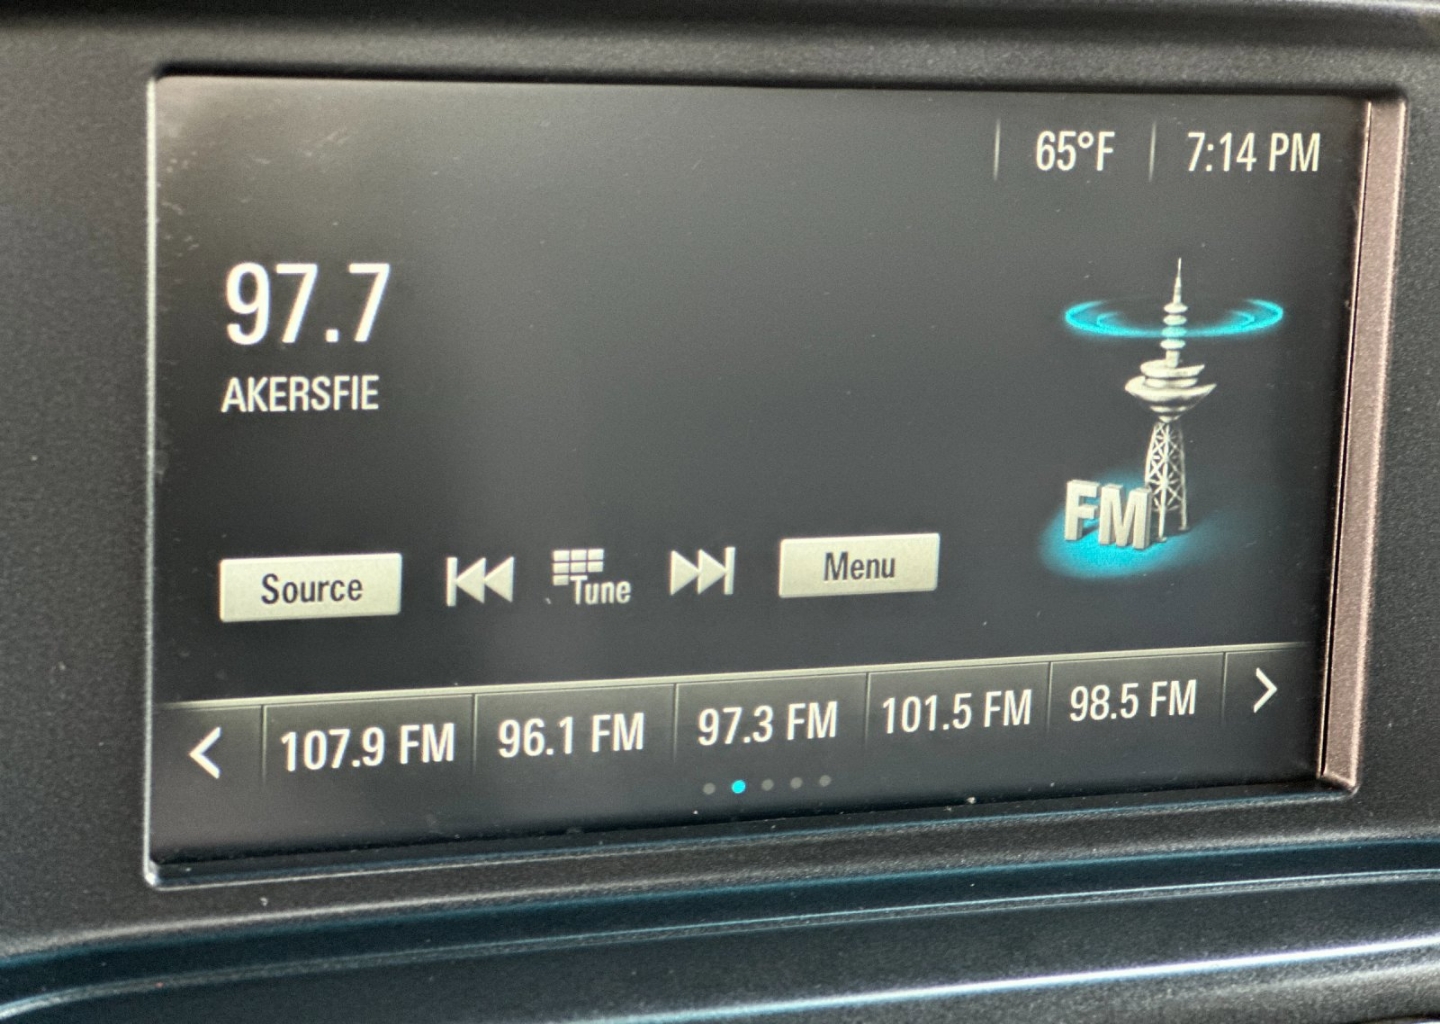 65°F 7:14 PM
97.7
AKERSFIE
FM
Source Tune Menu
107.9 FM 96.1 FM 97.3 FM 101.5 FM 98.5 FM